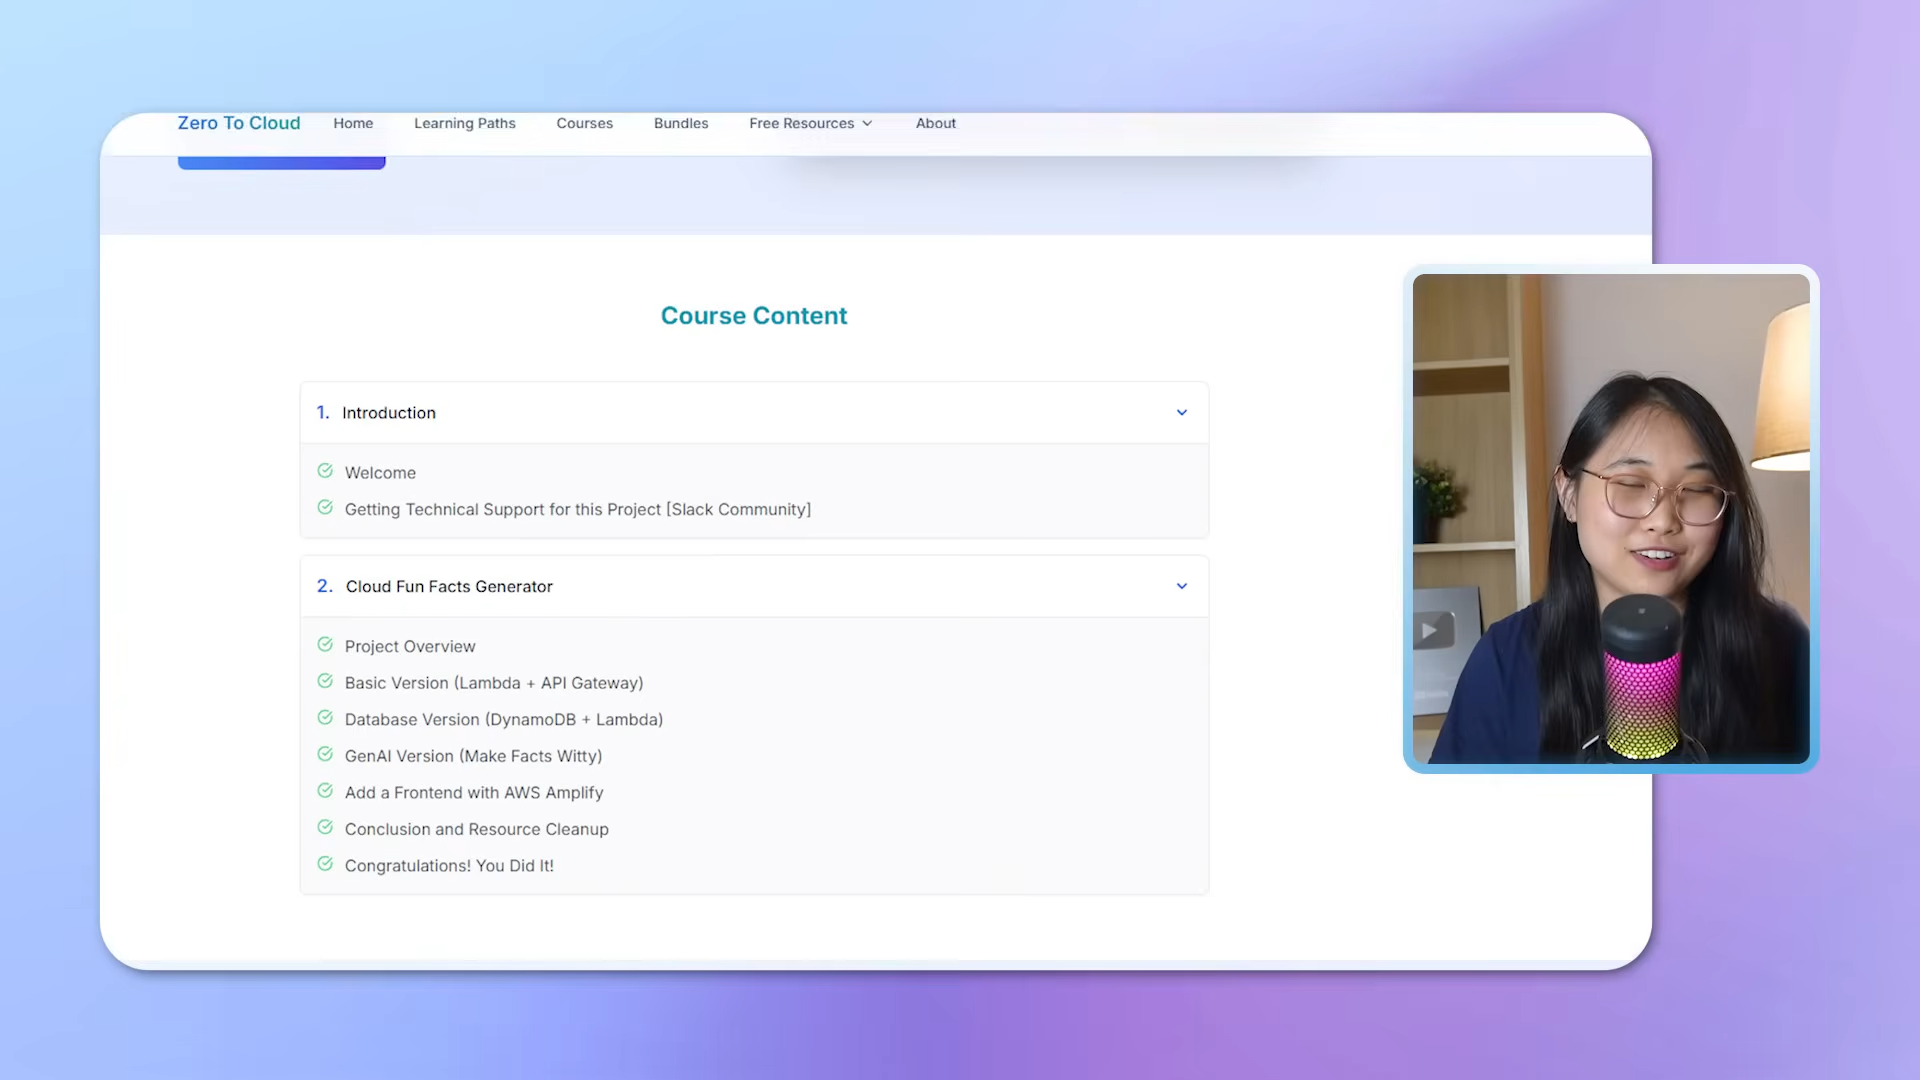 Zero To Cloud Home Learning Paths Courses Bundles Free Resources About
Course Content
1. Introduction
Welcome
Getting Technical Support for this Project [Slack Community]
2. Cloud Fun Facts Generator
Project Overview
Basic Version (Lambda + API Gateway)
Database Version (DynamoDB + Lambda)
GenAI Version (Make Facts Witty)
Add a Frontend with AWS Amplify
Conclusion and Resource Cleanup
Congratulations! You Did It!